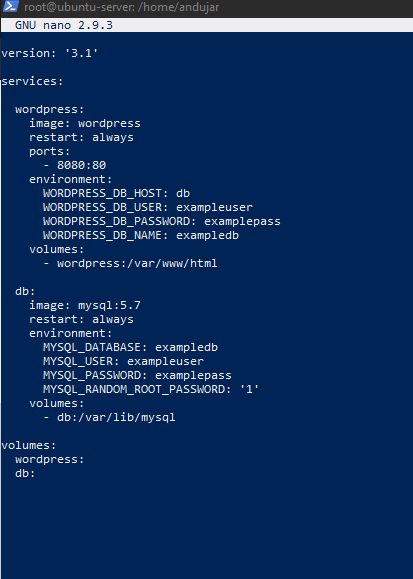 root@ubuntu-server: /home/andujar
GNU nano 2.9.3
version: '3.1'
services:
  wordpress:
    image: wordpress
    restart: always
    ports:
      - 8080:80
    environment:
      WORDPRESS_DB_HOST: db
      WORDPRESS_DB_USER: exampleuser
      WORDPRESS_DB_PASSWORD: examplepass
      WORDPRESS_DB_NAME: exampledb
    volumes:
      - wordpress:/var/www/html
  db:
    image: mysql:5.7
    restart: always
    environment:
      MYSQL_DATABASE: exampledb
      MYSQL_USER: exampleuser
      MYSQL_PASSWORD: examplepass
      MYSQL_RANDOM_ROOT_PASSWORD: '1'
    volumes:
      - db:/var/lib/mysql
volumes:
  wordpress:
  db: